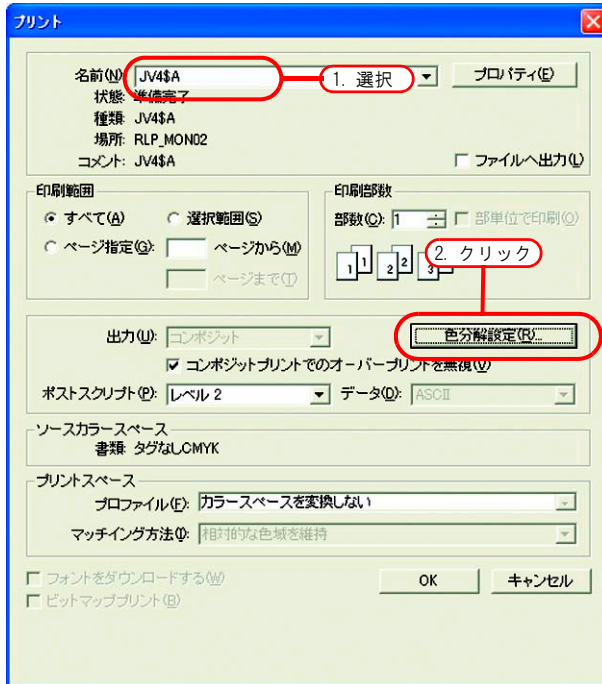 プリント
名前(N): JV4$A 1. 選択 プロパティ(E)
状態: 準備完了
種類: JV4$A
場所: RLP_MON02
コメント: JV4$A ファイルへ出力(L)
印刷範囲 印刷部数
すべて(A) 選択範囲(S) 部数(C): 1 部単位で印刷(O)
ページ指定(G): ページから(M)
ページまで(T)
1 1 2 2 3
2. クリック
出力(U): コンポジット 色分解設定(R)...
コンポジットプリントでのオーバープリントを無視(V)
ポストスクリプト(P): レベル 2 データ(D): ASCII
ソースカラースペース
書類: タグなしCMYK
プリントスペース
プロファイル(F): カラースペースを変換しない
マッチイング方法(I): 相対的な色域を維持
フォントをダウンロードする(W) OK キャンセル
ビットマッププリント(B)